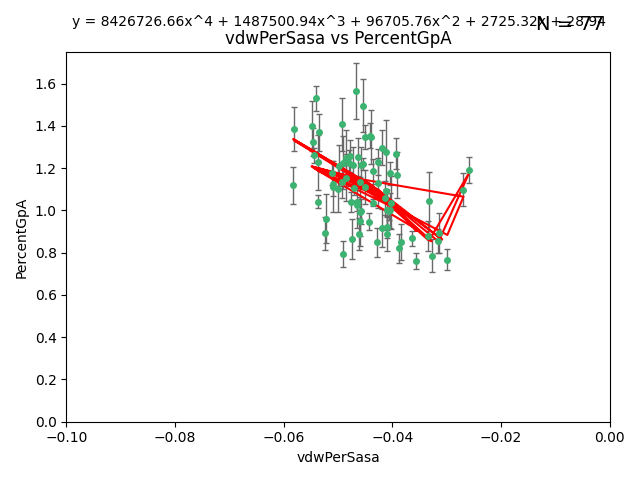 y = 8426726.66x^4 + 1487500.94x^3 + 96705.76x^2 + 2725.32x + 28.94
N = 77
vdwPerSasa vs PercentGpA
PercentGpA
1.6
1.4
1.2
1.0
0.8
0.6
0.4
0.2
0.0
−0.10 −0.08 −0.06 −0.04 −0.02 0.00
vdwPerSasa